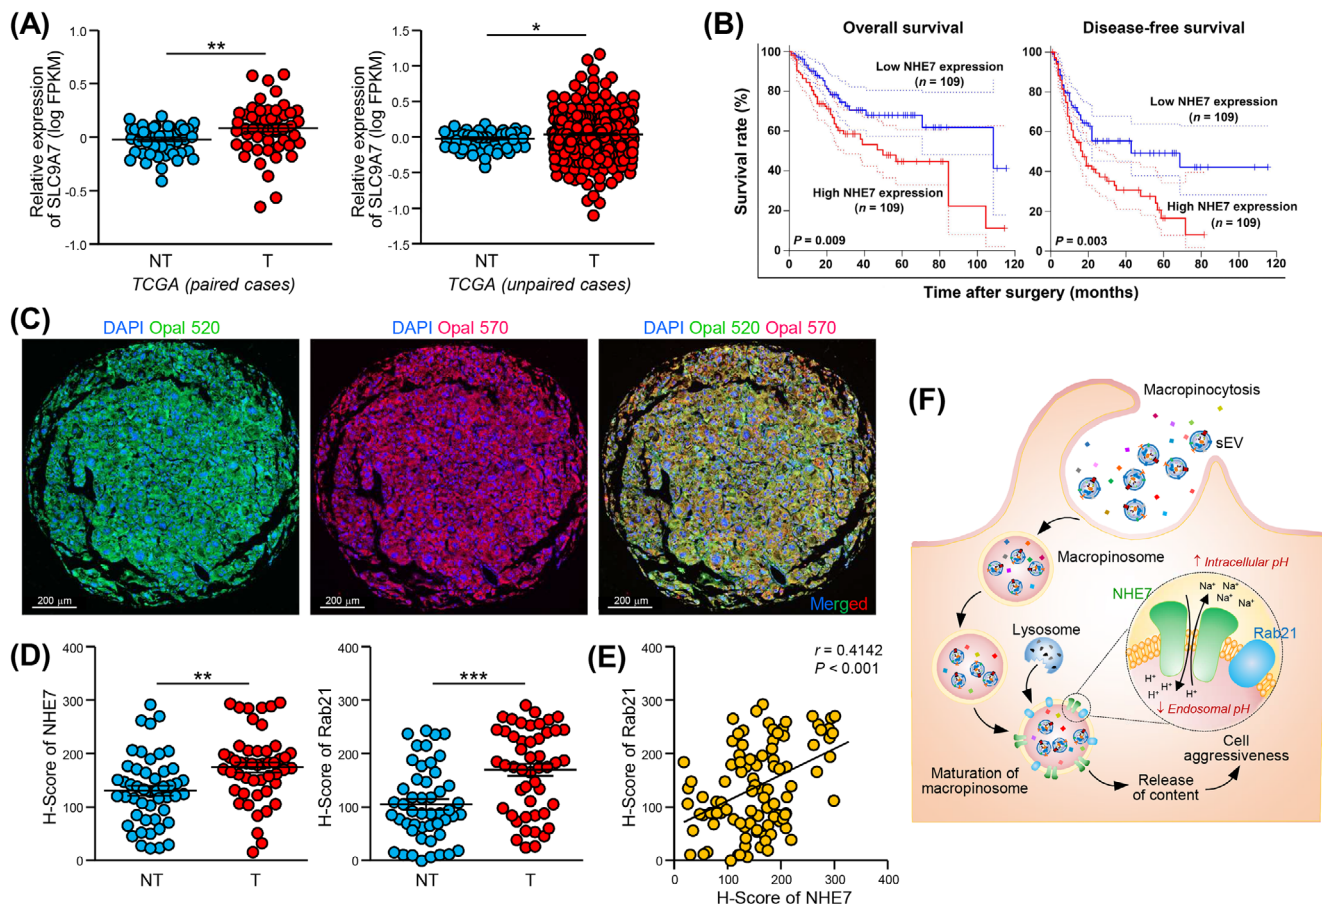 (A)
Relative expression
of SLC9A7 (log FPKM)
1.0
0.5
0.0
-0.5
-1.0
**
NT
T
TCGA (paired cases)
Relative expression
of SLC9A7 (log FPKM)
1.5
1.0
0.5
0.0
-0.5
-1.0
-1.5
*
NT
T
TCGA (unpaired cases)
(B)
Overall survival
Survival rate (%)
100
80
60
40
20
0
Low NHE7 expression
(n = 109)
High NHE7 expression
(n = 109)
P = 0.009
0 20 40 60 80 100 120
Disease-free survival
100
80
60
40
20
0
Low NHE7 expression
(n = 109)
High NHE7 expression
(n = 109)
P = 0.003
0 20 40 60 80 100 120
Time after surgery (months)
(C)
DAPI Opal 520
200 µm
DAPI Opal 570
200 µm
DAPI Opal 520 Opal 570
200 µm
Merged
(D)
H-Score of NHE7
400
300
200
100
0
**
NT
T
H-Score of Rab21
400
300
200
100
0
***
NT
T
(E)
H-Score of Rab21
400
300
200
100
0
r = 0.4142
P < 0.001
0 100 200 300 400
H-Score of NHE7
(F)
Macropinocytosis
sEV
Macropinosome
↑ Intracellular pH
NHE7
Na⁺
Na⁺
Na⁺
Na⁺
Rab21
Lysosome
H⁺
H⁺
H⁺
H⁺
↓ Endosomal pH
Maturation of
macropinosome
Release
of content
Cell
aggressiveness